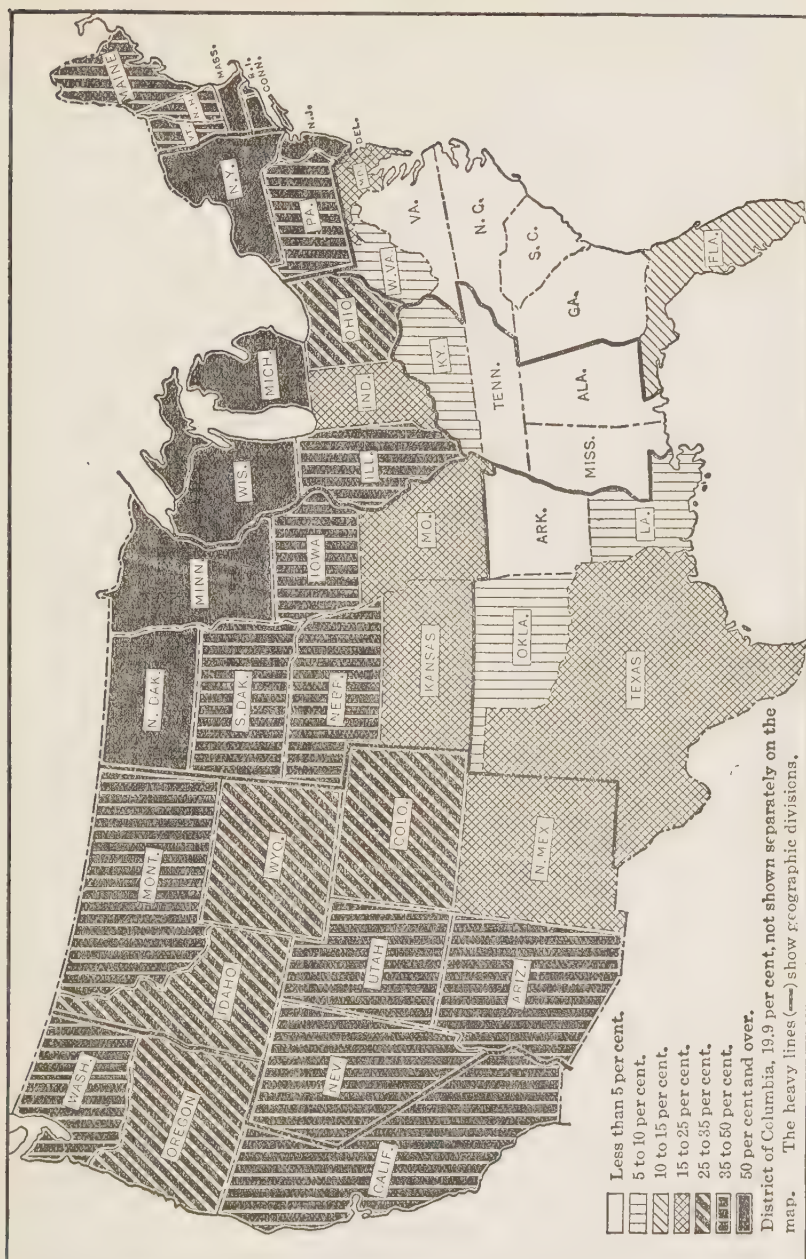 WASH.
MONT.
N. DAK.
MINN.
WIS.
MICH.
N.Y.
VT.
N.H.
MAINE
MASS.
R.I.
CONN.
N.J.
PA.
DEL.
MD.
OREGON
IDAHO
WYO.
S. DAK.
NEBR.
IOWA
ILL.
IND.
OHIO
W. VA.
VA.
CALIF.
NEV.
UTAH
COLO.
KANSAS
MO.
KY.
TENN.
N. C.
S. C.
ARIZ.
N. MEX.
OKLA.
ARK.
TEXAS
LA.
MISS.
ALA.
GA.
FLA.
Less than 5 per cent.
5 to 10 per cent.
10 to 15 per cent.
15 to 25 per cent.
25 to 35 per cent.
35 to 50 per cent.
50 per cent and over.
District of Columbia, 19.9 per cent, not shown separately on the
map. The heavy lines (—) show geographic divisions.